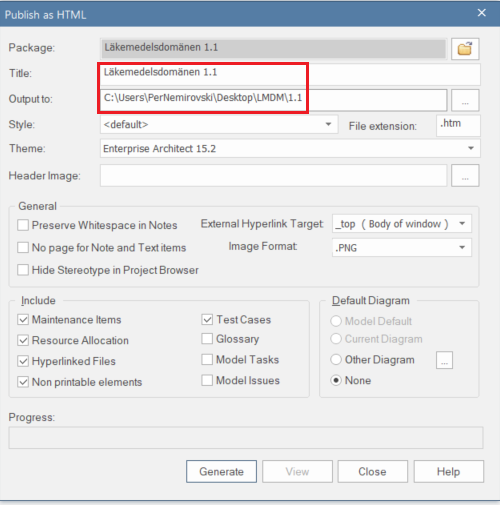 Publish as HTML
Package: Läkemedelsdomänen 1.1
Title: Läkemedelsdomänen 1.1
Output to: C:\Users\PerNemirovski\Desktop\LMDM\1.1 ...
Style: <default> File extension: .htm
Theme: Enterprise Architect 15.2
Header Image: ...
General
Preserve Whitespace in Notes External Hyperlink Target: _top ( Body of window )
No page for Note and Text items Image Format: .PNG
Hide Stereotype in Project Browser
Include Default Diagram
Maintenance Items Test Cases Model Default
Resource Allocation Glossary Current Diagram
Hyperlinked Files Model Tasks Other Diagram ...
Non printable elements Model Issues None
Progress:
Generate View Close Help